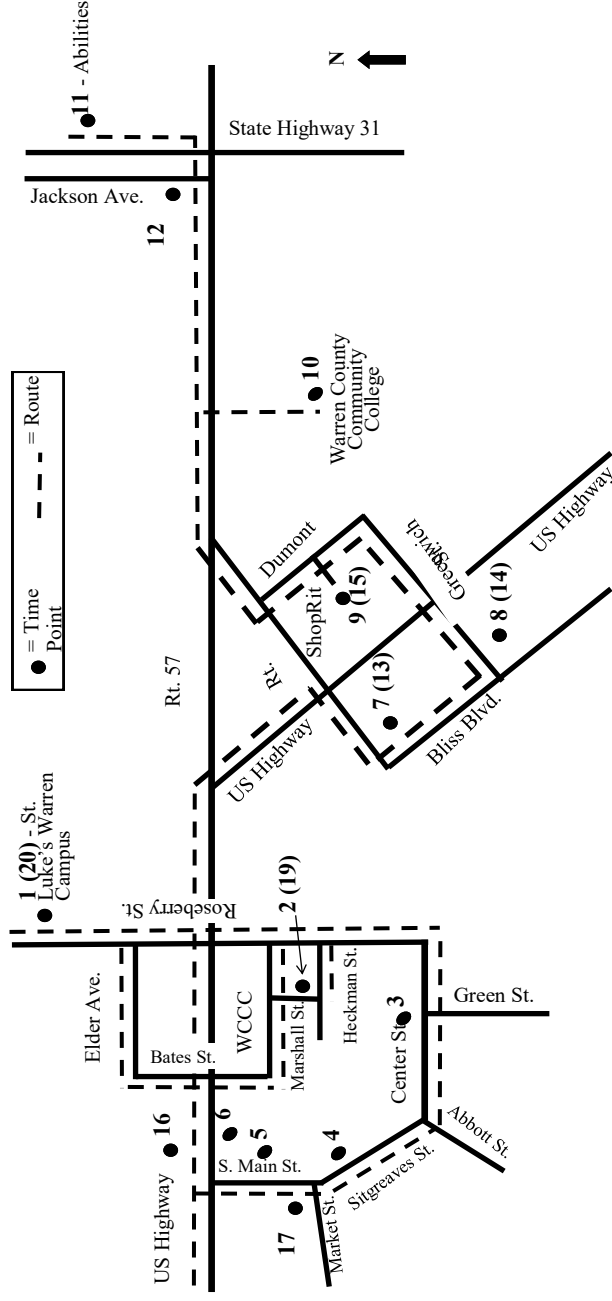 11 - Abilities
N
State Highway 31
Jackson Ave.
12
= Time
Point
= Route
10
Warren County
Community
College
Dumont
Greenwich
St.
US Highway
ShopRit
9 (15)
8 (14)
Rt.
Rt. 57
7 (13)
Bliss Blvd.
US Highway
1 (20) - St.
Luke's Warren
Campus
Roseberry St.
2 (19)
Elder Ave.
WCCC
Marshall St.
Heckman St.
3
Green St.
Bates St.
Center St.
16
6
5
4
Abbott St.
S. Main St.
Sitgreaves St.
US Highway
17
Market St.